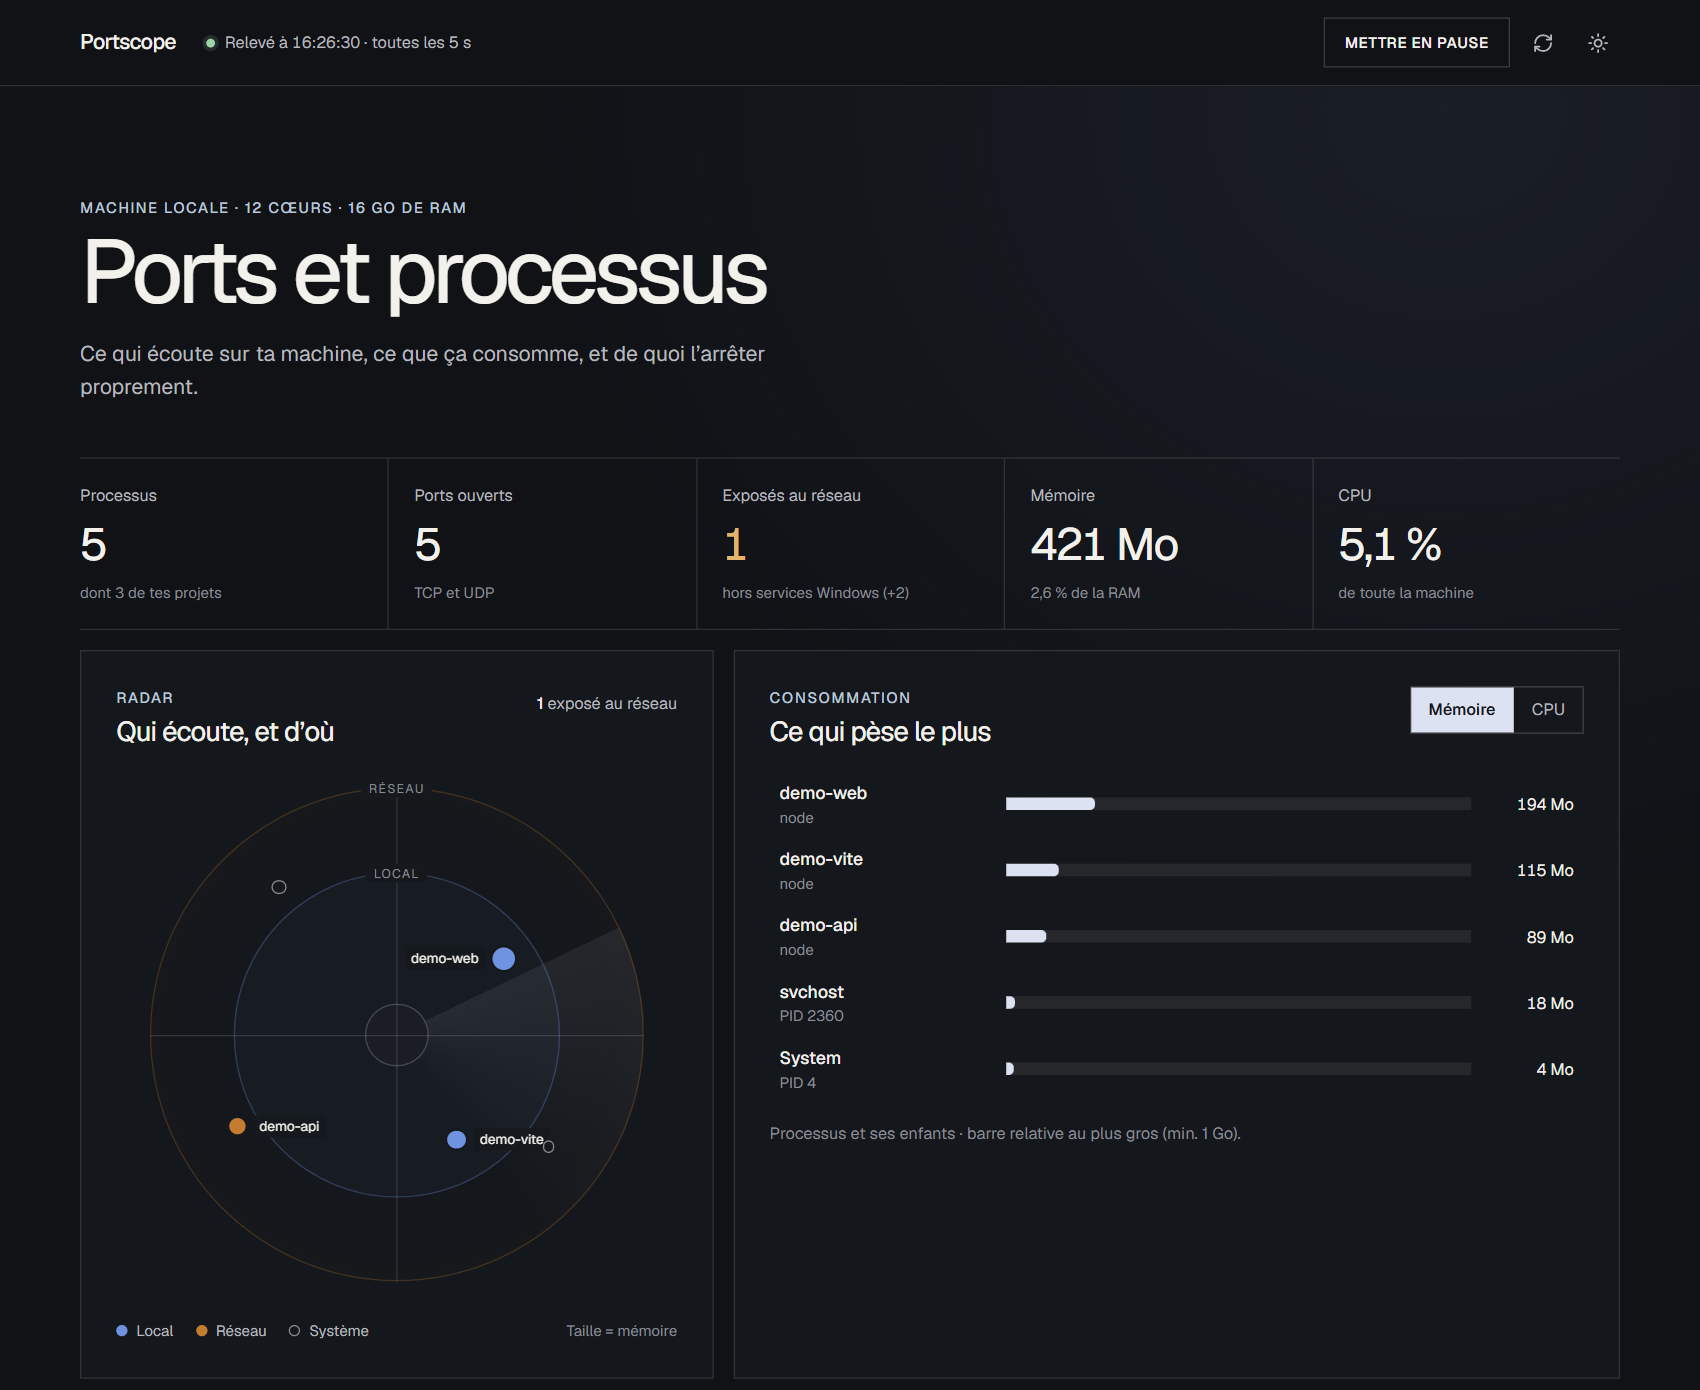 Portscope
Relevé à 16:26:30 · toutes les 5 s
METTRE EN PAUSE
MACHINE LOCALE · 12 CŒURS · 16 GO DE RAM
Ports et processus
Ce qui écoute sur ta machine, ce que ça consomme, et de quoi l’arrêter
proprement.
Processus
5
dont 3 de tes projets
Ports ouverts
5
TCP et UDP
Exposés au réseau
1
hors services Windows (+2)
Mémoire
421 Mo
2,6 % de la RAM
CPU
5,1 %
de toute la machine
RADAR
Qui écoute, et d’où
1 exposé au réseau
RÉSEAU
LOCAL
demo-web
demo-api
demo-vite
Local
Réseau
Système
Taille = mémoire
CONSOMMATION
Ce qui pèse le plus
Mémoire
CPU
demo-web
node
194 Mo
demo-vite
node
115 Mo
demo-api
node
89 Mo
svchost
PID 2360
18 Mo
System
PID 4
4 Mo
Processus et ses enfants · barre relative au plus gros (min. 1 Go).